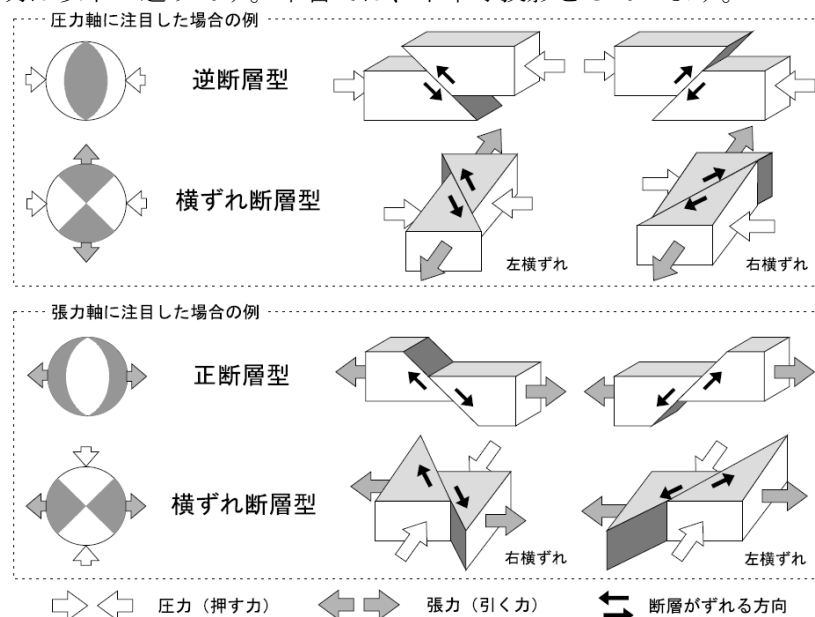 圧力軸に注目した場合の例
逆断層型
横ずれ断層型
左横ずれ
右横ずれ
張力軸に注目した場合の例
正断層型
横ずれ断層型
右横ずれ
左横ずれ
圧力（押す力）
張力（引く力）
断層がずれる方向